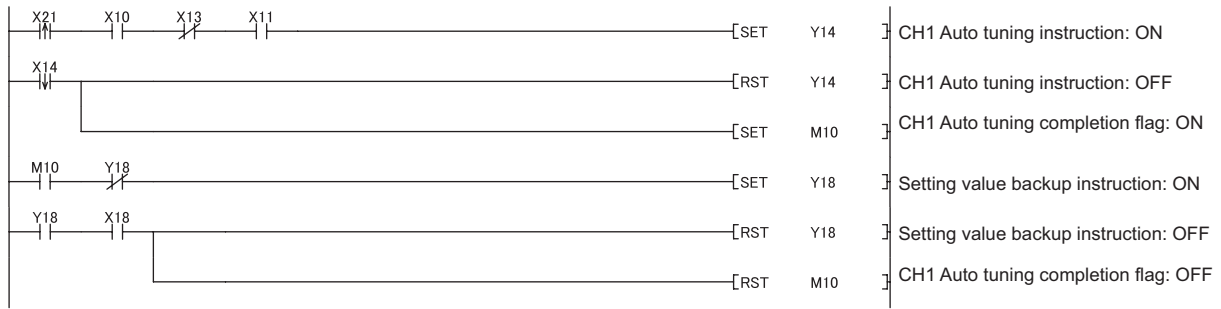 X21 X10 X13 X11
[SET Y14 ] CH1 Auto tuning instruction: ON
X14
[RST Y14 ] CH1 Auto tuning instruction: OFF
[SET M10 ] CH1 Auto tuning completion flag: ON
M10 Y18
[SET Y18 ] Setting value backup instruction: ON
Y18 X18
[RST Y18 ] Setting value backup instruction: OFF
[RST M10 ] CH1 Auto tuning completion flag: OFF